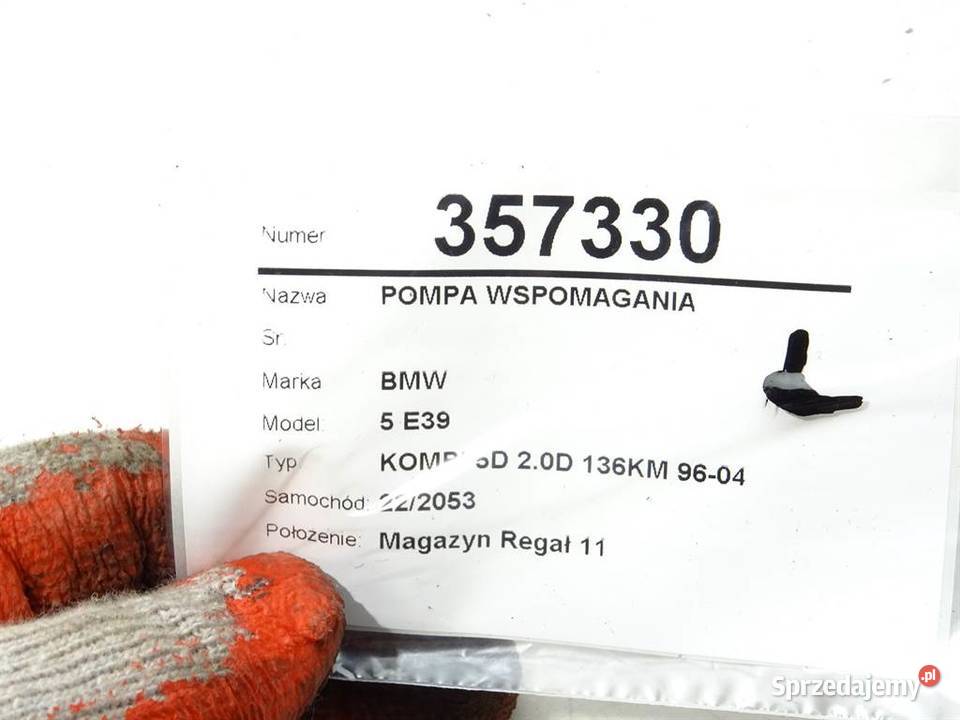 Numer 357330
Nazwa POMPA WSPOMAGANIA
Sr.
Marka BMW
Model: 5 E39
Typ 2.0D 136KM 96-04
Samochód: 22/2053
Położenie: Magazyn Regał 11
Sprzedajemy.pl